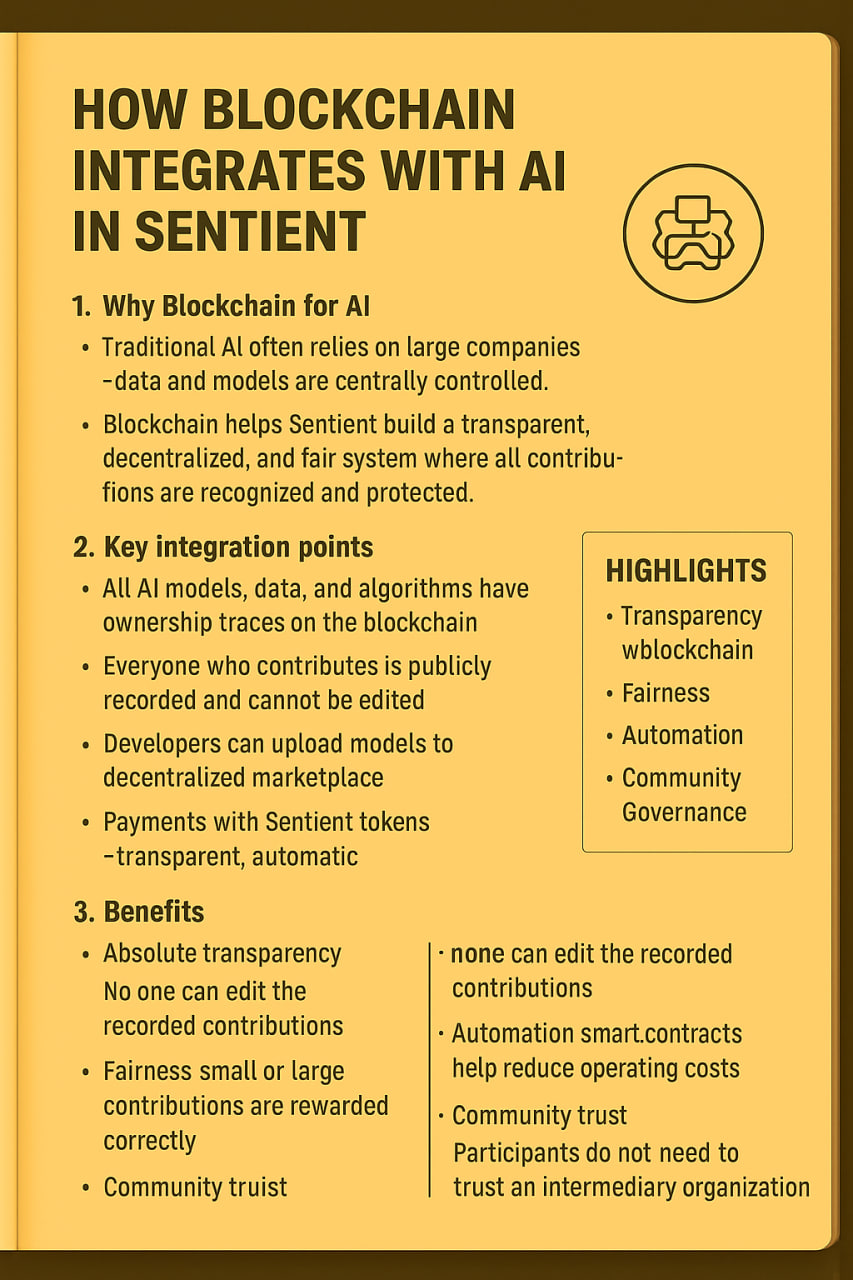 HOW BLOCKCHAIN
INTEGRATES WITH AI
IN SENTIENT
1. Why Blockchain for AI
• Traditional Al often relies on large companies
–data and models are centrally controlled.
• Blockchain helps Sentient build a transparent,
decentralized, and fair system where all contribu-
fions are recognized and protected.
2. Key integration points
• All AI models, data, and algorithms have
ownership traces on the blockchain
• Everyone who contributes is publicly
recorded and cannot be edited
• Developers can upload models to
decentralized marketplace
• Payments with Sentient tokens
–transparent, automatic
HIGHLIGHTS
• Transparency
wblockchain
• Fairness
• Automation
• Community
Governance
3. Benefits
• Absolute transparency
No one can edit the
recorded contributions
• Fairness small or large
contributions are rewarded
correctly
• Community truist
· none can edit the recorded
contributions
· Automation smart.contracts
help reduce operating costs
· Community trust
Participants do not need to
trust an intermediary organization